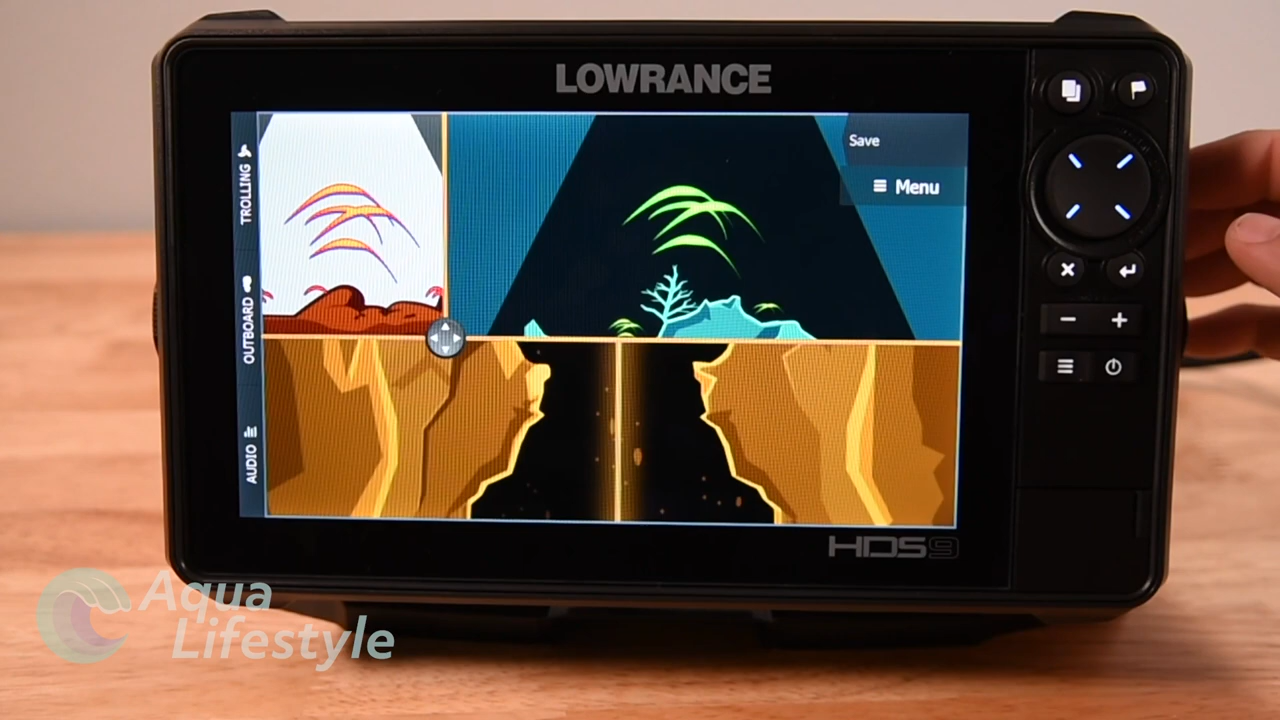 LOWRANCE
Save
Menu
TROLLING
OUTBOARD
AUDIO
HDS9
Aqua
Lifestyle